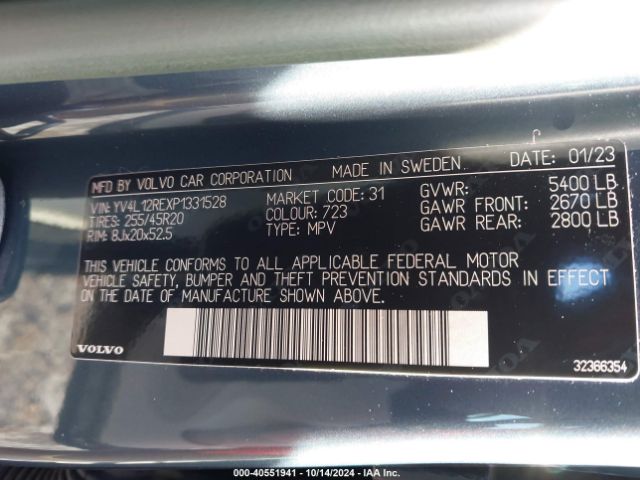 MFD BY VOLVO CAR CORPORATION MADE IN SWEDEN DATE: 01/23
VIN: YV4L12REXP1331528 MARKET CODE: 31 GVWR: 5400 LB
TIRES: 255/45R20 COLOUR: 723 GAWR FRONT: 2670 LB
RIM: 8Jx20x52.5 TYPE: MPV GAWR REAR: 2800 LB
THIS VEHICLE CONFORMS TO ALL APPLICABLE FEDERAL MOTOR
VEHICLE SAFETY, BUMPER AND THEFT PREVENTION STANDARDS IN EFFECT
ON THE DATE OF MANUFACTURE SHOWN ABOVE.
VOLVO
32366354
000-40551941 - 10/14/2024 - IAA Inc.